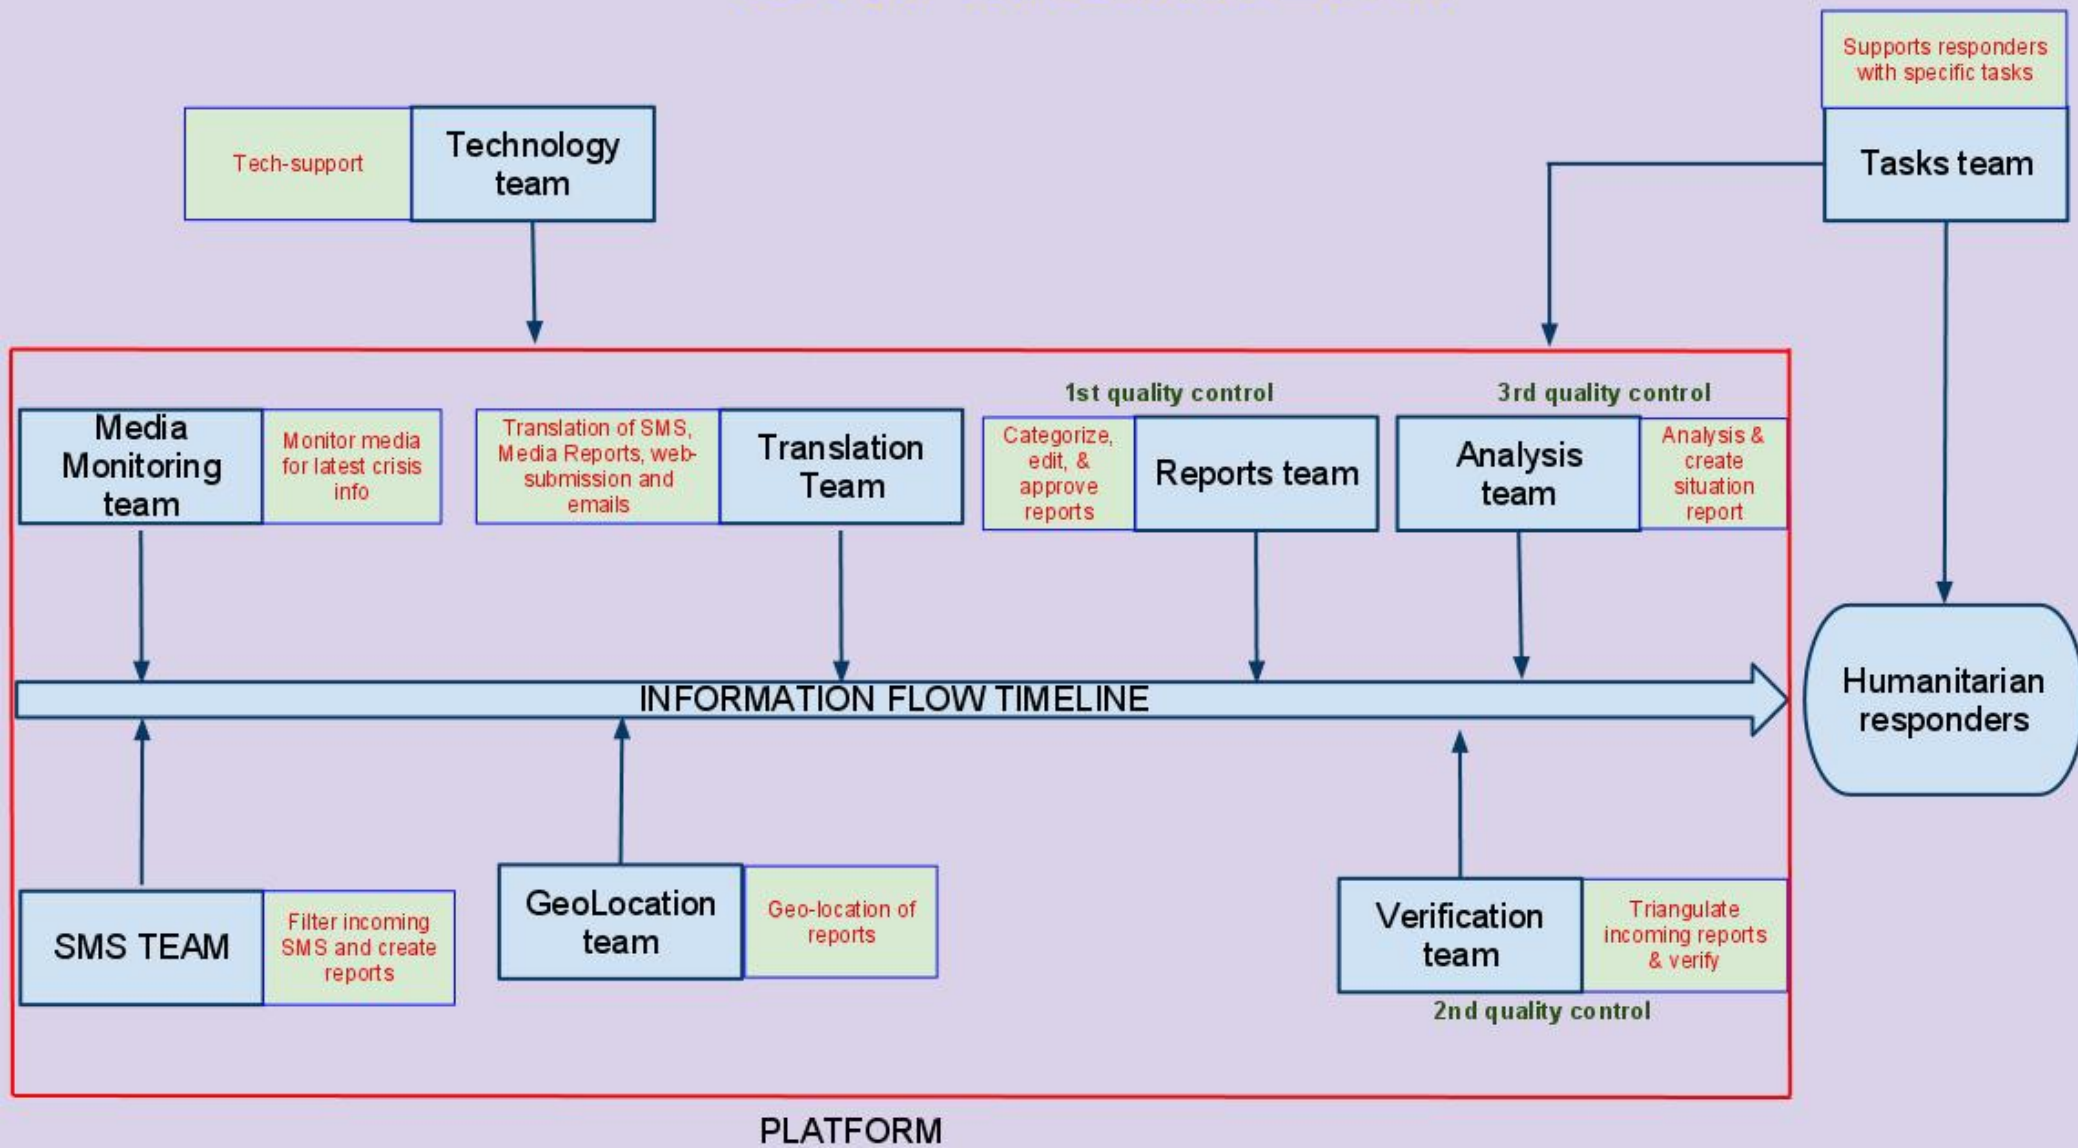 Supports responders
with specific tasks
Tech-support
Technology
team
Tasks team
1st quality control
3rd quality control
Media
Monitoring
team
Monitor media
for latest crisis
info
Translation of SMS,
Media Reports, web-
submission and
emails
Translation
Team
Categorize,
edit, &
approve
reports
Reports team
Analysis
team
Analysis &
create
situation
report
INFORMATION FLOW TIMELINE
Humanitarian
responders
SMS TEAM
Filter incoming
SMS and create
reports
GeoLocation
team
Geo-location of
reports
Verification
team
Triangulate
incoming reports
& verify
2nd quality control
PLATFORM